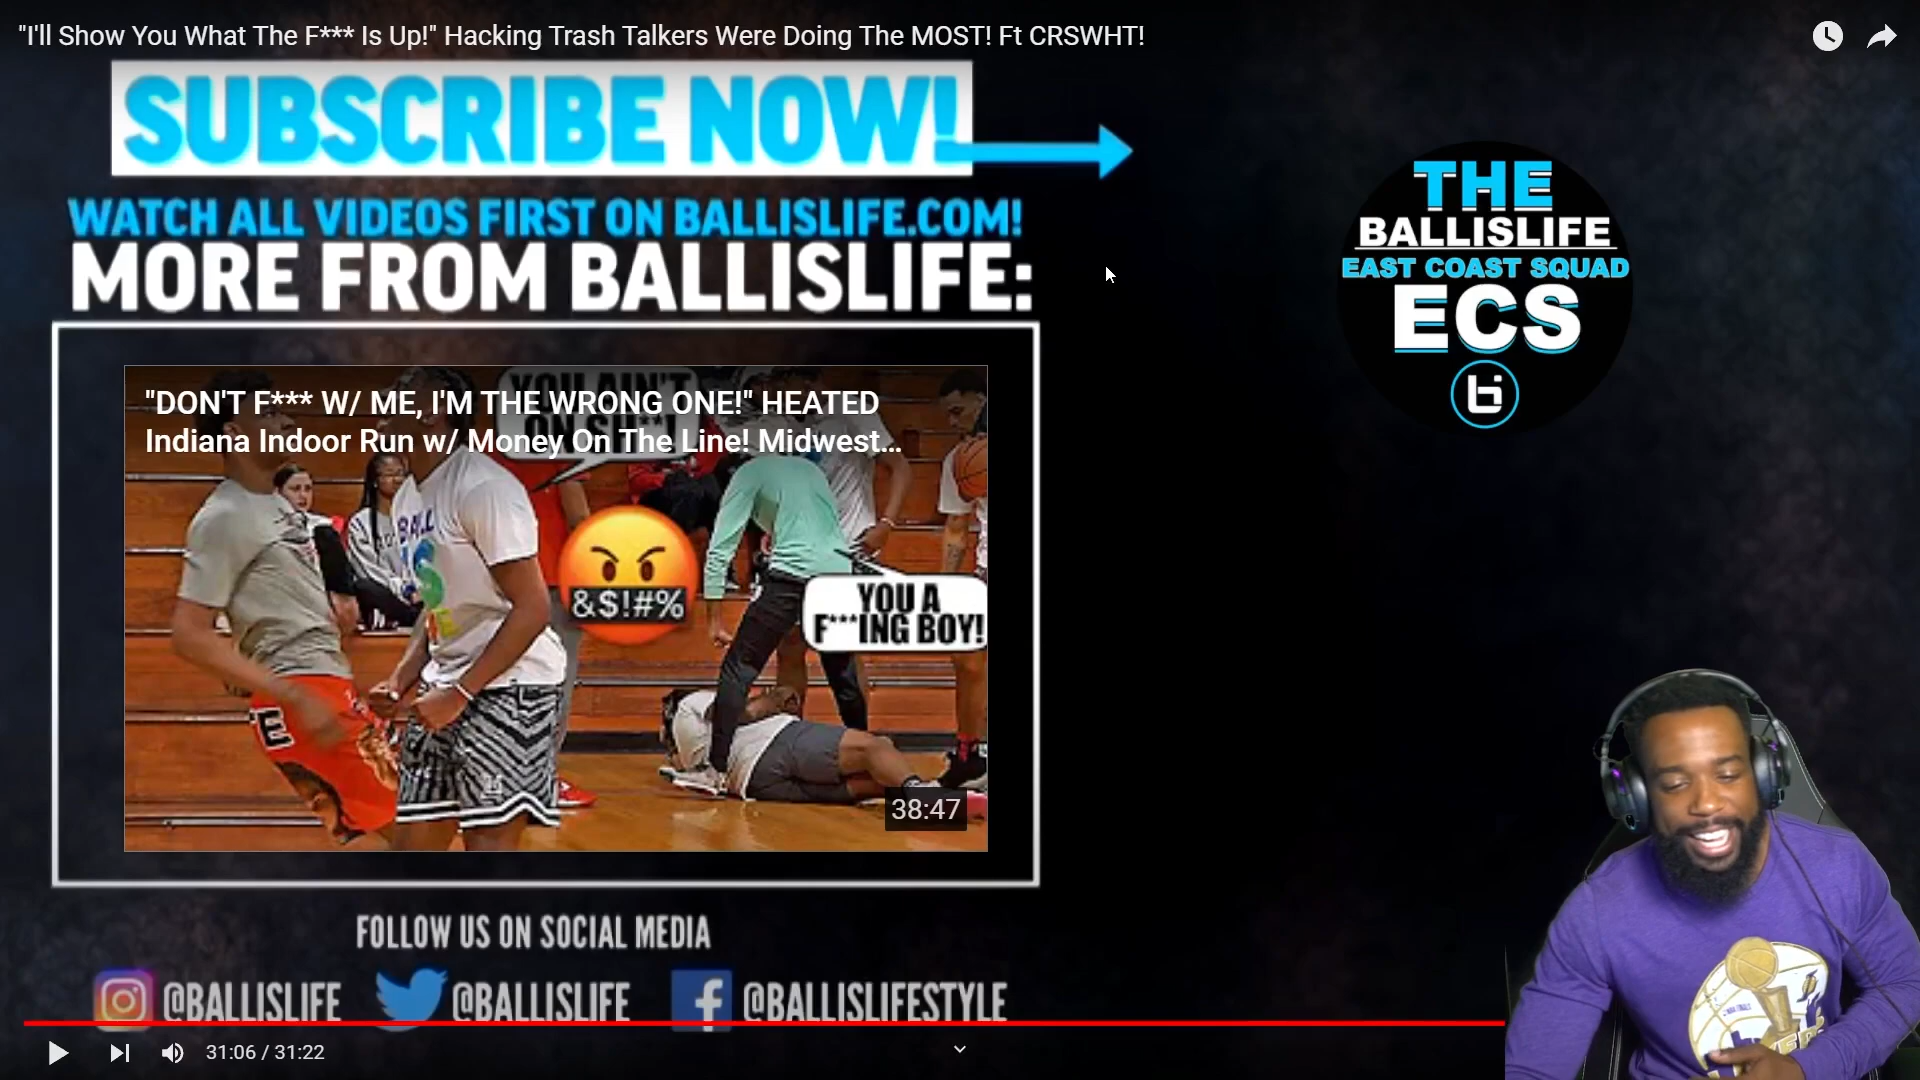 "I'll Show You What The F*** Is Up!" Hacking Trash Talkers Were Doing The MOST! Ft CRSWHT!
SUBSCRIBE NOW!
WATCH ALL VIDEOS FIRST ON BALLISLIFE.COM!
MORE FROM BALLISLIFE:
THE
BALLISLIFE
EAST COAST SQUAD
ECS
"DON'T F*** W/ ME, I'M THE WRONG ONE!" HEATED
Indiana Indoor Run w/ Money On The Line! Midwest...
YOU AIN'T
BALL
&$!#%
YOU A
F***ING BOY!
38:47
FOLLOW US ON SOCIAL MEDIA
@BALLISLIFE @BALLISLIFE @BALLISLIFESTYLE
31:06 / 31:22